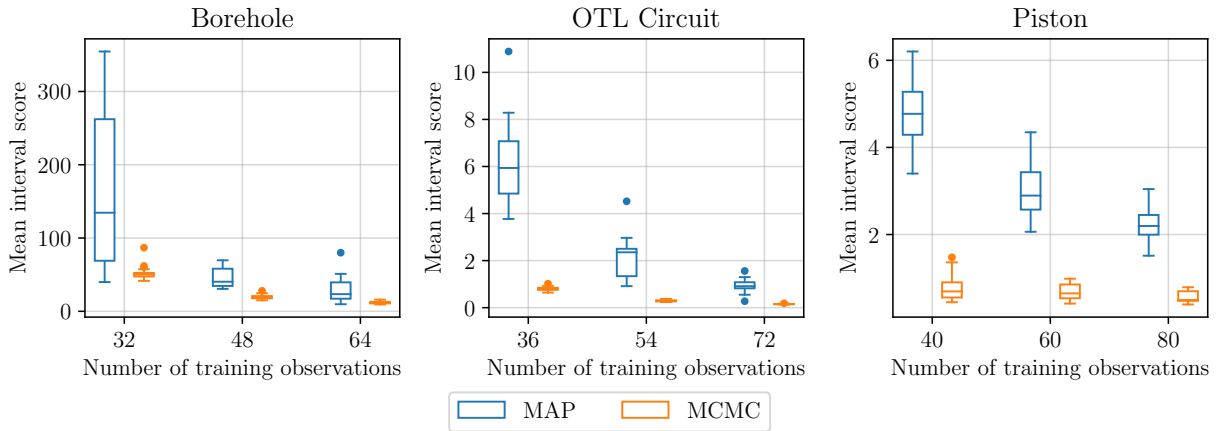 Borehole
Mean interval score
300
200
100
0
32
48
64
Number of training observations
OTL Circuit
Mean interval score
10
8
6
4
2
0
36
54
72
Number of training observations
Piston
Mean interval score
6
4
2
40
60
80
Number of training observations
MAP
MCMC